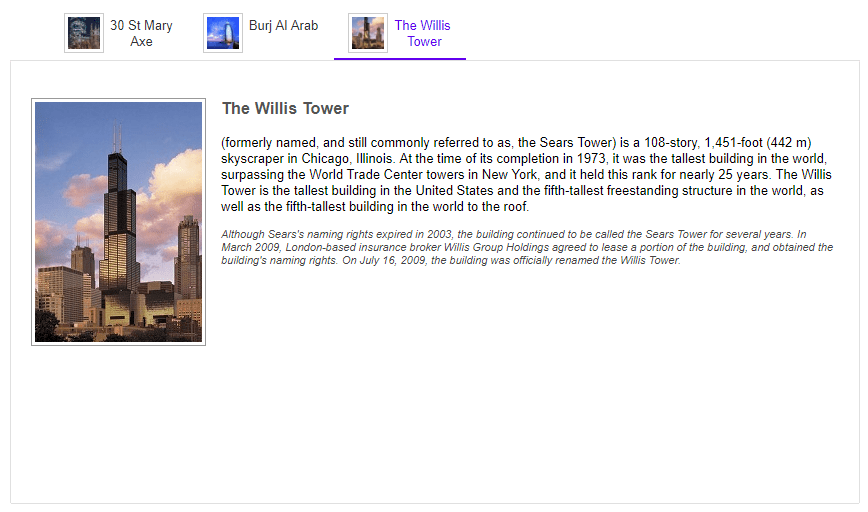 30 St Mary
Axe
Burj Al Arab
The Willis
Tower
The Willis Tower
(formerly named, and still commonly referred to as, the Sears Tower) is a 108-story, 1,451-foot (442 m)
skyscraper in Chicago, Illinois. At the time of its completion in 1973, it was the tallest building in the world,
surpassing the World Trade Center towers in New York, and it held this rank for nearly 25 years. The Willis
Tower is the tallest building in the United States and the fifth-tallest freestanding structure in the world, as
well as the fifth-tallest building in the world to the roof.
Although Sears's naming rights expired in 2003, the building continued to be called the Sears Tower for several years. In
March 2009, London-based insurance broker Willis Group Holdings agreed to lease a portion of the building, and obtained the
building's naming rights. On July 16, 2009, the building was officially renamed the Willis Tower.